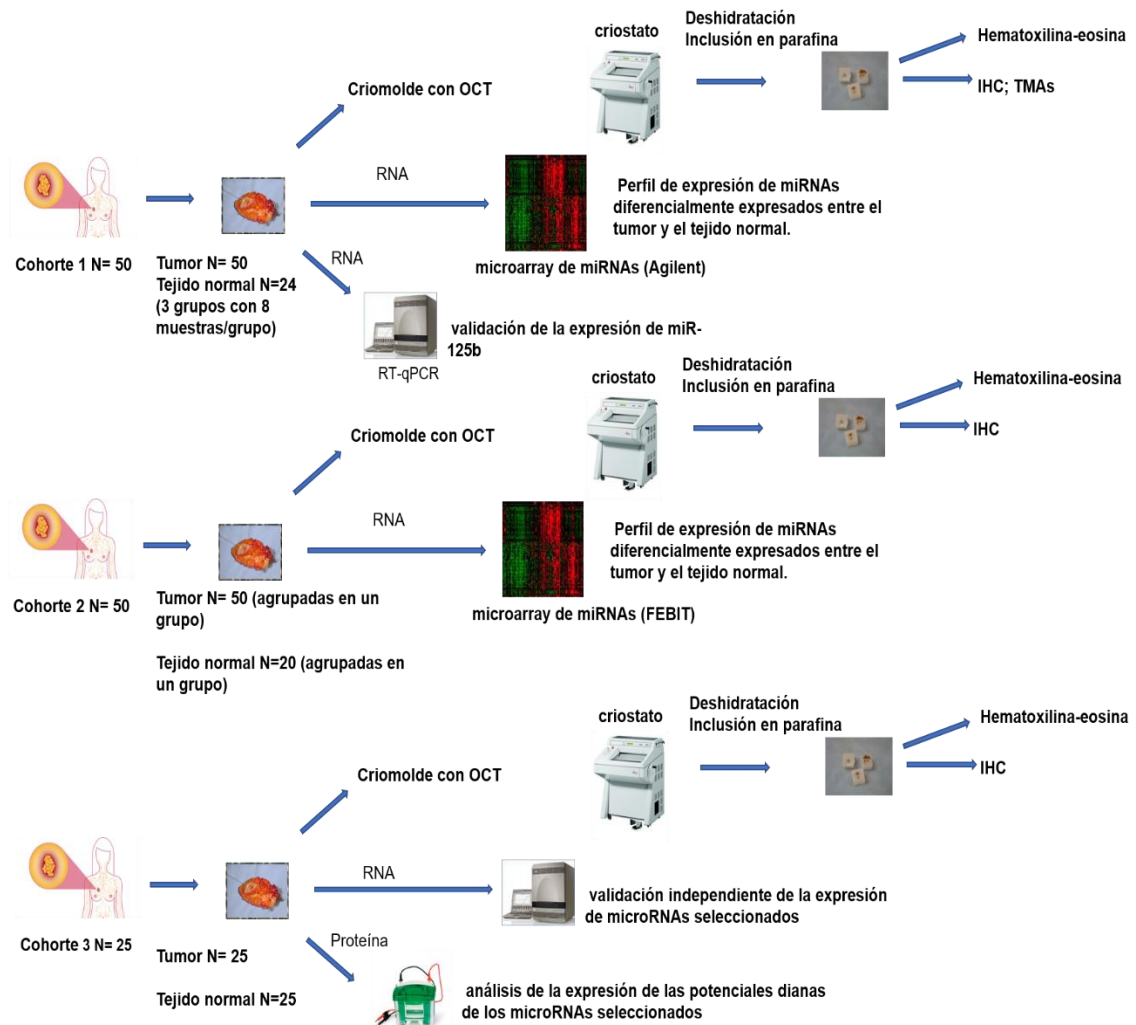 criostato
Deshidratación
Inclusión en parafina
Hematoxilina-eosina
IHC; TMAs
Criomolde con OCT
RNA
Perfil de expresión de miRNAs
diferencialmente expresados entre el
tumor y el tejido normal.
microarray de miRNAs (Agilent)
Cohorte 1 N= 50
Tumor N= 50
Tejido normal N=24
(3 grupos con 8
muestras/grupo)
RNA
validación de la expresión de miR-
125b
RT-qPCR
criostato
Deshidratación
Inclusión en parafina
Hematoxilina-eosina
IHC
Criomolde con OCT
RNA
Perfil de expresión de miRNAs
diferencialmente expresados entre el
tumor y el tejido normal.
microarray de miRNAs (FEBIT)
Cohorte 2 N= 50
Tumor N= 50 (agrupadas en un
grupo)
Tejido normal N=20 (agrupadas en
un grupo)
criostato
Deshidratación
Inclusión en parafina
Hematoxilina-eosina
IHC
Criomolde con OCT
RNA
validación independiente de la expresión
de microRNAs seleccionados
Cohorte 3 N= 25
Tumor N= 25
Tejido normal N=25
Proteína
análisis de la expresión de las potenciales dianas
de los microRNAs seleccionados